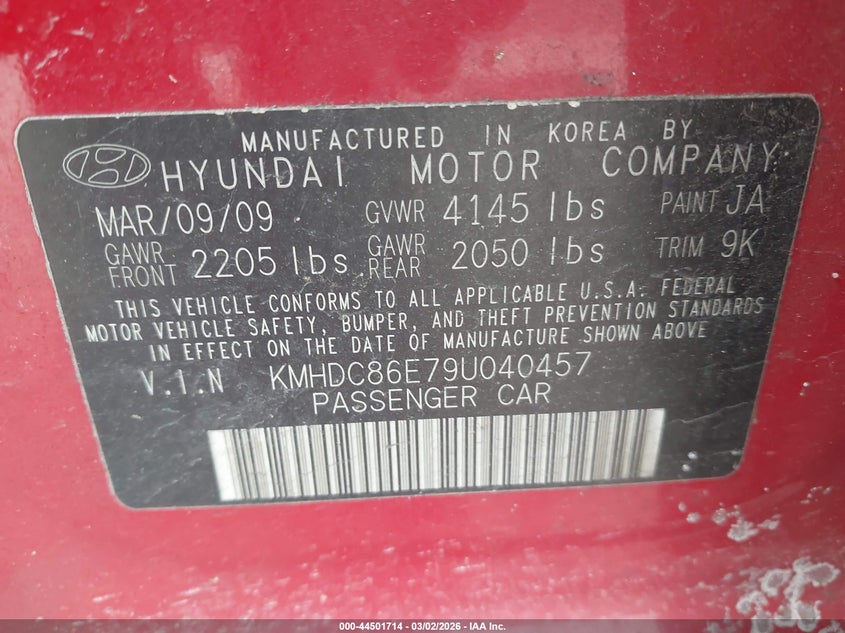 MANUFACTURED IN KOREA BY
HYUNDAI MOTOR COMPANY
MAR/09/09 GVWR 4145 lbs PAINT JA
GAWR FRONT 2205 lbs GAWR REAR 2050 lbs TRIM 9K
THIS VEHICLE CONFORMS TO ALL APPLICABLE U.S.A. FEDERAL
MOTOR VEHICLE SAFETY, BUMPER, AND THEFT PREVENTION STANDARDS
IN EFFECT ON THE DATE OF MANUFACTURE SHOWN ABOVE
V.I.N KMHDC86E79U040457
PASSENGER CAR
000-44501714 | 03/02/2026 - IAA Inc.